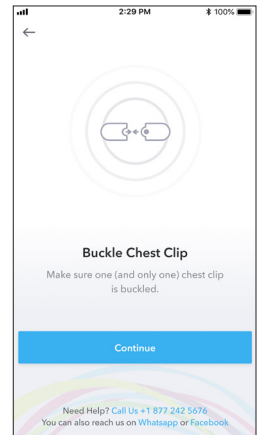 2:29 PM
100%
Buckle Chest Clip
Make sure one (and only one) chest clip
is buckled.
Continue
Need Help? Call Us +1 877 242 5676
You can also reach us on Whatsapp or Facebook